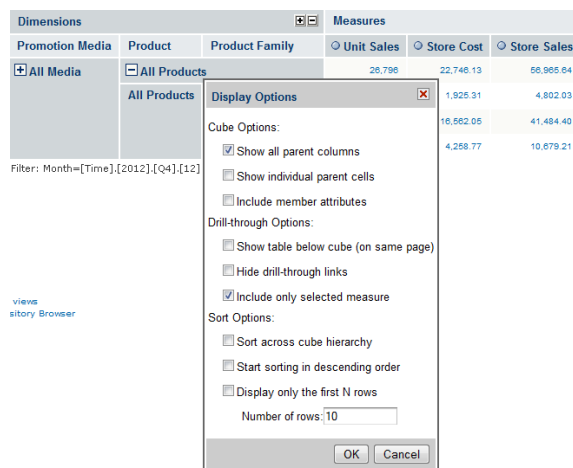 Dimensions Measures
Promotion Media Product Product Family Unit Sales Store Cost Store Sales
All Media All Products 26,796 22,746.13 56,965.64
All Products 1,925.31 4,802.03
16,562.05 41,484.40
4,258.77 10,679.21
Filter: Month=[Time].[2012].[Q4].[12]
views
sitory Browser
Display Options
Cube Options:
Show all parent columns
Show individual parent cells
Include member attributes
Drill-through Options:
Show table below cube (on same page)
Hide drill-through links
Include only selected measure
Sort Options:
Sort across cube hierarchy
Start sorting in descending order
Display only the first N rows
Number of rows: 10
OK Cancel